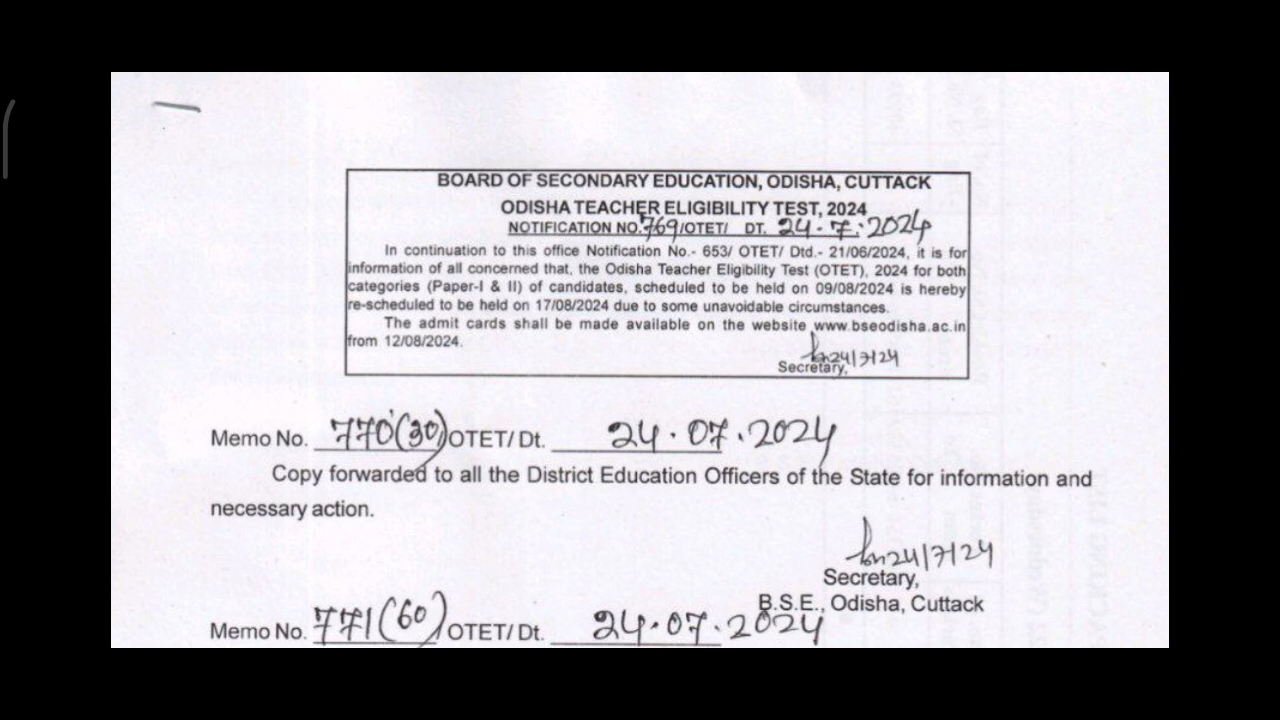 BOARD OF SECONDARY EDUCATION, ODISHA, CUTTACK
ODISHA TEACHER ELIGIBILITY TEST, 2024
NOTIFICATION NO. 769/OTET/ DT. 24.7.2024
In continuation to this office Notification No.- 653/ OTET/ Dtd.- 21/06/2024, it is for
information of all concerned that, the Odisha Teacher Eligibility Test (OTET), 2024 for both
categories (Paper-I & II) of candidates, scheduled to be held on 09/08/2024 is hereby
re-scheduled to be held on 17/08/2024 due to some unavoidable circumstances.
The admit cards shall be made available on the website www.bseodisha.ac.in
from 12/08/2024.
24/7/24
Secretary,
Memo No. 770(30)/OTET/ Dt. 24.07.2024
Copy forwarded to all the District Education Officers of the State for information and
necessary action.
24/7/24
Secretary,
B.S.E., Odisha, Cuttack
Memo No. 771(60)/OTET/ Dt. 24.07.2024